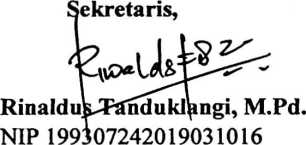 Sekretaris,
Rinaldus Tanduklangi, M.Pd.
NIP 199307242019031016